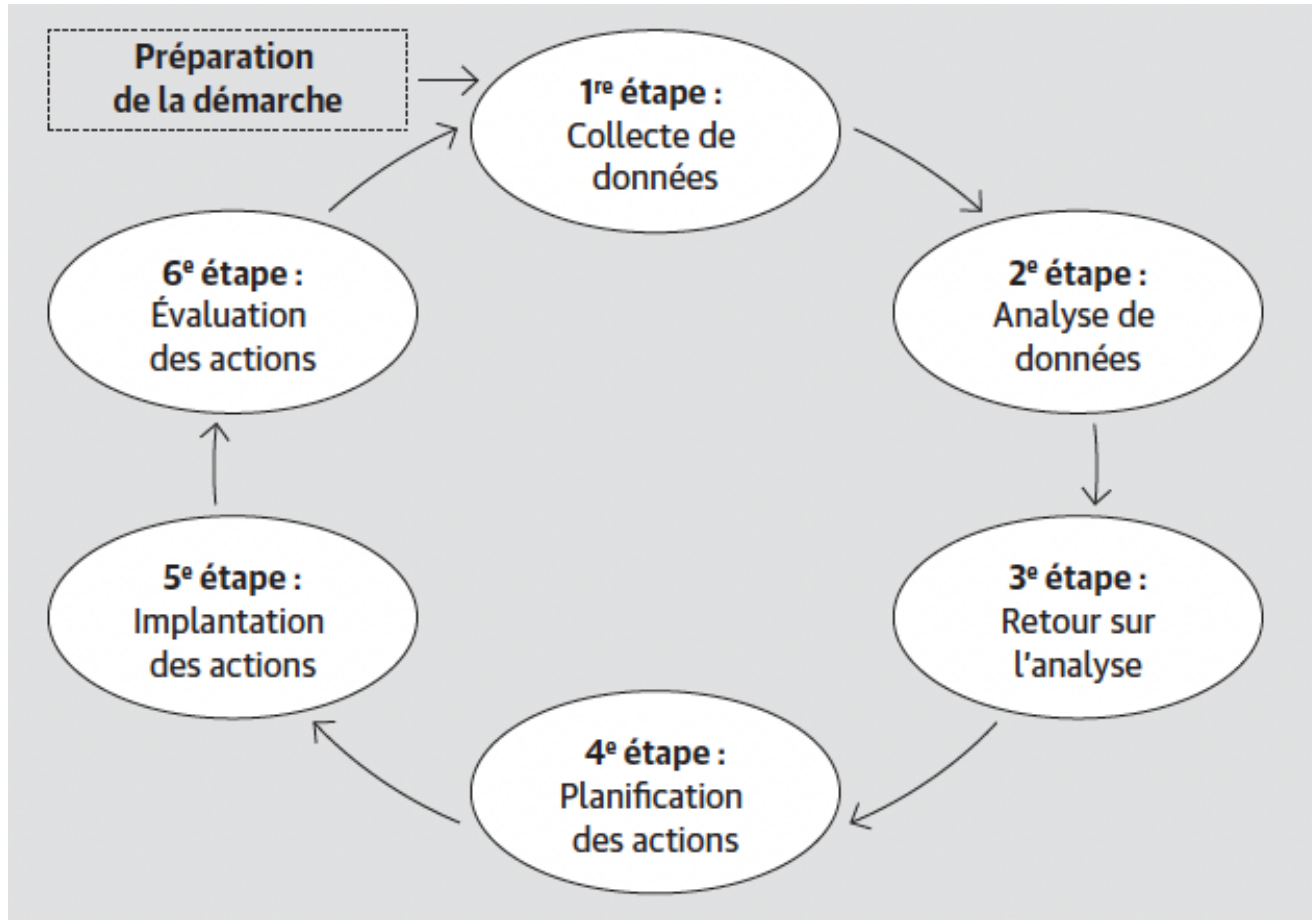 Préparation
de la démarche
1re étape :
Collecte de
données
2e étape :
Analyse de
données
3e étape :
Retour sur
l'analyse
4e étape :
Planification
des actions
5e étape :
Implantation
des actions
6e étape :
Évaluation
des actions